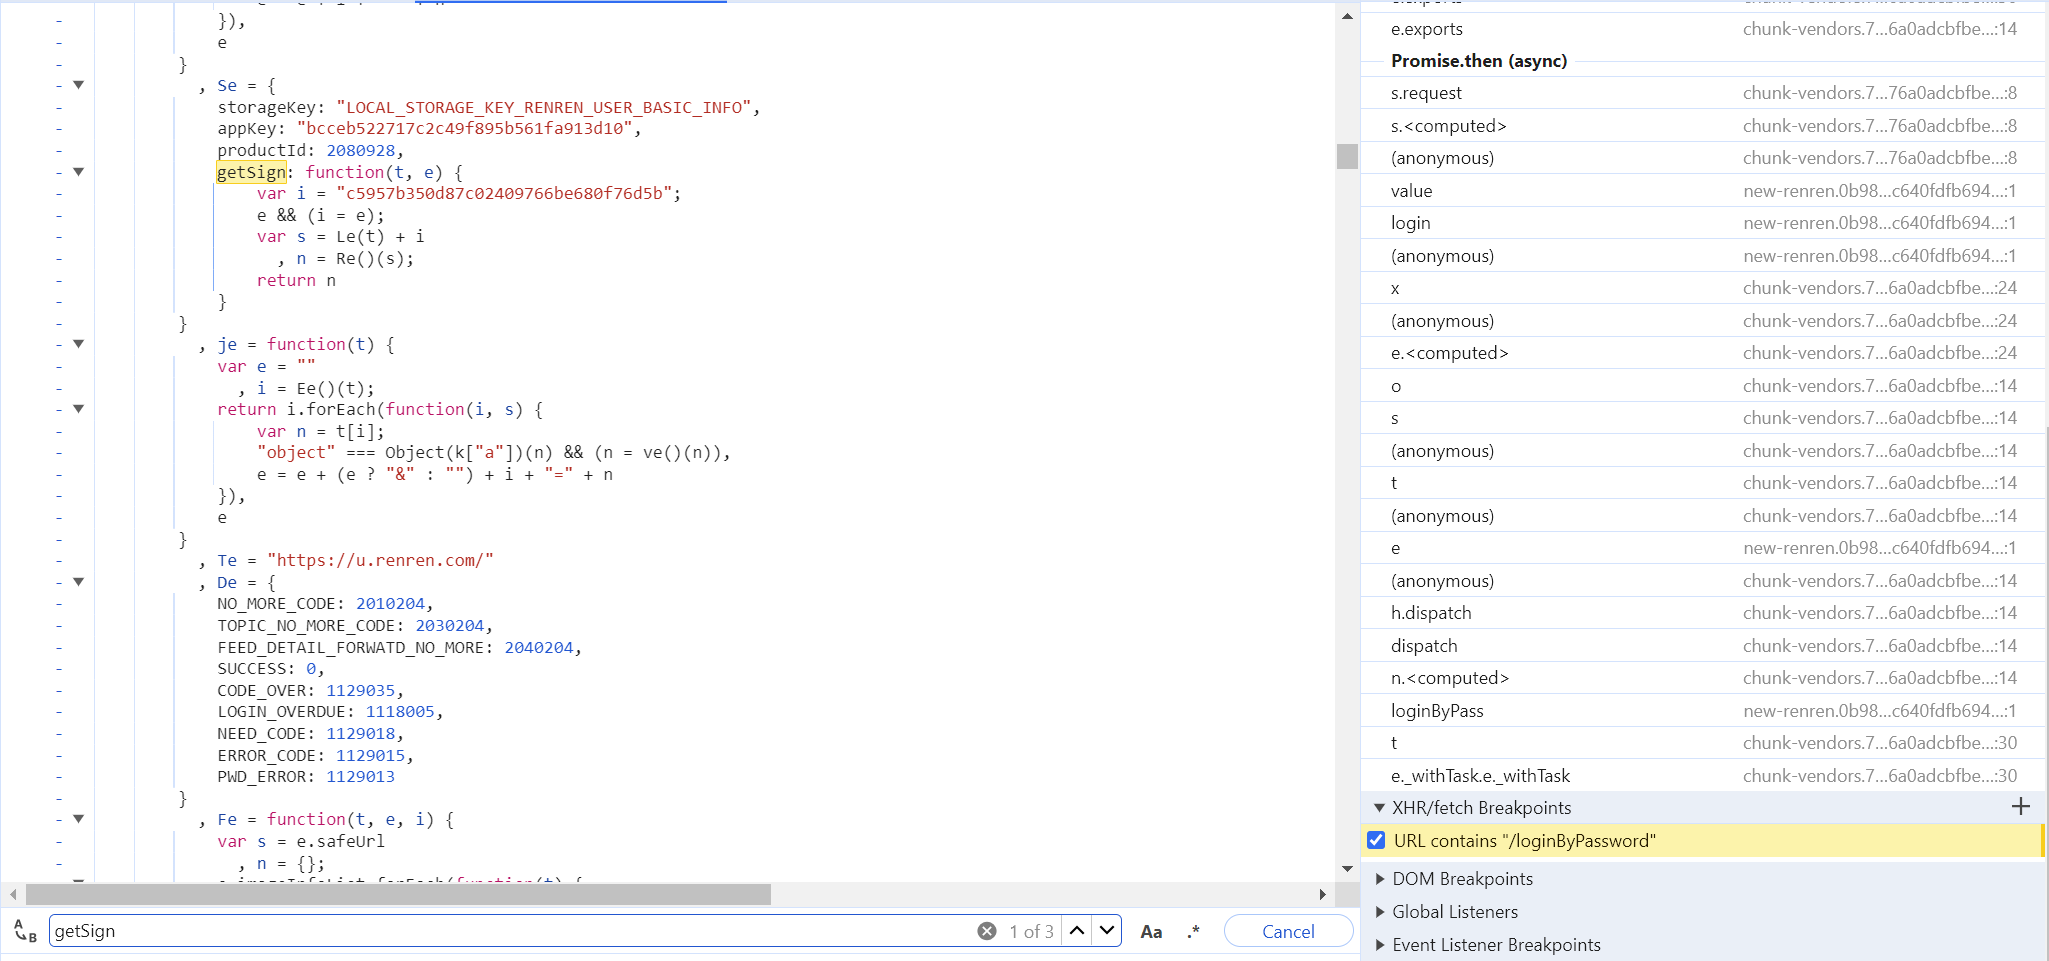 }),
e
}
, Se = {
storageKey: "LOCAL_STORAGE_KEY_RENREN_USER_BASIC_INFO",
appKey: "bcceb522717c2c49f895b561fa913d10",
productId: 2080928,
getSign: function(t, e) {
var i = "c5957b350d87c02409766be680f76d5b";
e && (i = e);
var s = Le(t) + i
, n = Re()(s);
return n
}
}
, je = function(t) {
var e = ""
, i = Ee()(t);
return i.forEach(function(i, s) {
var n = t[i];
"object" === Object(k["a"])(n) && (n = ve()(n)),
e = e + (e ? "&" : "") + i + "=" + n
}),
e
}
, Te = "https://u.renren.com/"
, De = {
NO_MORE_CODE: 2010204,
TOPIC_NO_MORE_CODE: 2030204,
FEED_DETAIL_FORWATD_NO_MORE: 2040204,
SUCCESS: 0,
CODE_OVER: 1129035,
LOGIN_OVERDUE: 1118005,
NEED_CODE: 1129018,
ERROR_CODE: 1129015,
PWD_ERROR: 1129013
}
, Fe = function(t, e, i) {
var s = e.safeUrl
, n = {};
getSign
1 of 3
Aa
.*
Cancel
e.exports chunk-vendors.7...6a0adcbfbe...:14
Promise.then (async)
s.request chunk-vendors.7...76a0adcbfbe...:8
s.<computed> chunk-vendors.7...76a0adcbfbe...:8
(anonymous) chunk-vendors.7...76a0adcbfbe...:8
value new-renren.0b98...c640fdfb694...:1
login new-renren.0b98...c640fdfb694...:1
(anonymous) new-renren.0b98...c640fdfb694...:1
x chunk-vendors.7...6a0adcbfbe...:24
(anonymous) chunk-vendors.7...6a0adcbfbe...:24
e.<computed> chunk-vendors.7...6a0adcbfbe...:24
o chunk-vendors.7...6a0adcbfbe...:14
s chunk-vendors.7...6a0adcbfbe...:14
(anonymous) chunk-vendors.7...6a0adcbfbe...:14
t chunk-vendors.7...6a0adcbfbe...:14
(anonymous) chunk-vendors.7...6a0adcbfbe...:14
e new-renren.0b98...c640fdfb694...:1
(anonymous) chunk-vendors.7...6a0adcbfbe...:14
h.dispatch chunk-vendors.7...6a0adcbfbe...:14
dispatch chunk-vendors.7...6a0adcbfbe...:14
n.<computed> chunk-vendors.7...6a0adcbfbe...:14
loginByPass new-renren.0b98...c640fdfb694...:1
t chunk-vendors.7...6a0adcbfbe...:30
e._withTask.e._withTask chunk-vendors.7...6a0adcbfbe...:30
XHR/fetch Breakpoints
URL contains "/loginByPassword"
DOM Breakpoints
Global Listeners
Event Listener Breakpoints